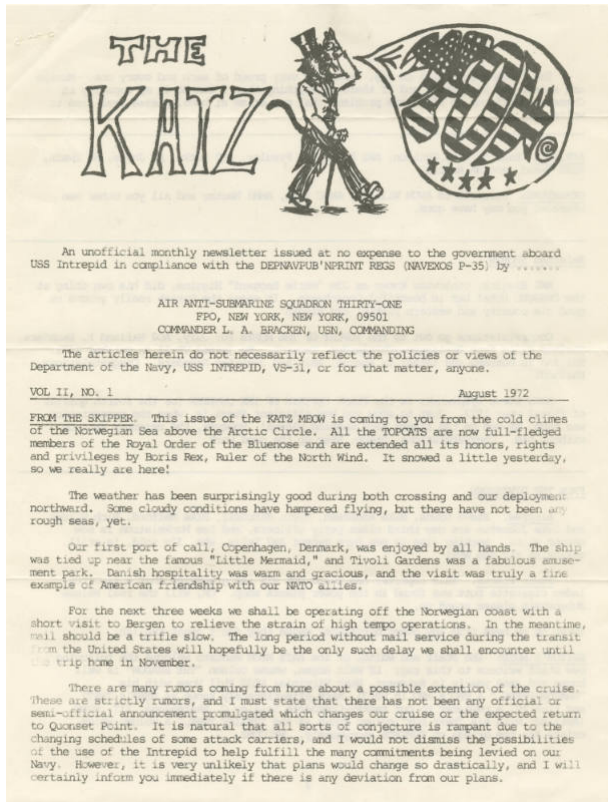 THE
KATZ
MEOW
An unofficial monthly newsletter issued at no expense to the government aboard
USS Intrepid in compliance with the DEPNAVPUB'NPRINT REGS (NAVEXOS P-35) by .......
AIR ANTI-SUBMARINE SQUADRON THIRTY-ONE
FPO, NEW YORK, NEW YORK, 09501
COMMANDER L. A. BRACKEN, USN, COMMANDING
The articles herein do not necessarily reflect the policies or views of the
Department of the Navy, USS INTREPID, VS-31, or for that matter, anyone.
VOL II, NO. 1 August 1972
FROM THE SKIPPER. This issue of the KATZ MEOW is coming to you from the cold climes
of the Norwegian Sea above the Arctic Circle. All the TOPCATS are now full-fledged
members of the Royal Order of the Bluenose and are extended all its honors, rights
and privileges by Boris Rex, Ruler of the North Wind. It snowed a little yesterday,
so we really are here!
The weather has been surprisingly good during both crossing and our deployment
northward. Some cloudy conditions have hampered flying, but there have not been any
rough seas, yet.
Our first port of call, Copenhagen, Denmark, was enjoyed by all hands. The ship
was tied up near the famous "Little Mermaid," and Tivoli Gardens was a fabulous amuse-
ment park. Danish hospitality was warm and gracious, and the visit was truly a fine
example of American friendship with our NATO allies.
For the next three weeks we shall be operating off the Norwegian coast with a
short visit to Bergen to relieve the strain of high tempo operations. In the meantime,
mail should be a trifle slow. The long period without mail service during the transit
from the United States will hopefully be the only such delay we shall encounter until
the trip home in November.
There are many rumors coming from home about a possible extention of the cruise.
These are strictly rumors, and I must state that there has not been any official or
semi-official announcement promulgated which changes our cruise or the expected return
to Quonset Point. It is natural that all sorts of conjecture is rampant due to the
changing schedules of some attack carriers, and I would not dismiss the possibilities
of the use of the Intrepid to help fulfill the many commitments being levied on our
Navy. However, it is very unlikely that plans would change so drastically, and I will
certainly inform you immediately if there is any deviation from our plans.